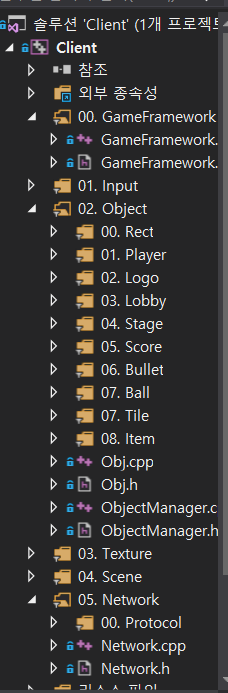 솔루션 'Client' (1개 프로젝트
Client
참조
외부 종속성
00. GameFramework
GameFramework.
GameFramework.
01. Input
02. Object
00. Rect
01. Player
02. Logo
03. Lobby
04. Stage
05. Score
06. Bullet
07. Ball
07. Tile
08. Item
Obj.cpp
Obj.h
ObjectManager.c
ObjectManager.h
03. Texture
04. Scene
05. Network
00. Protocol
Network.cpp
Network.h